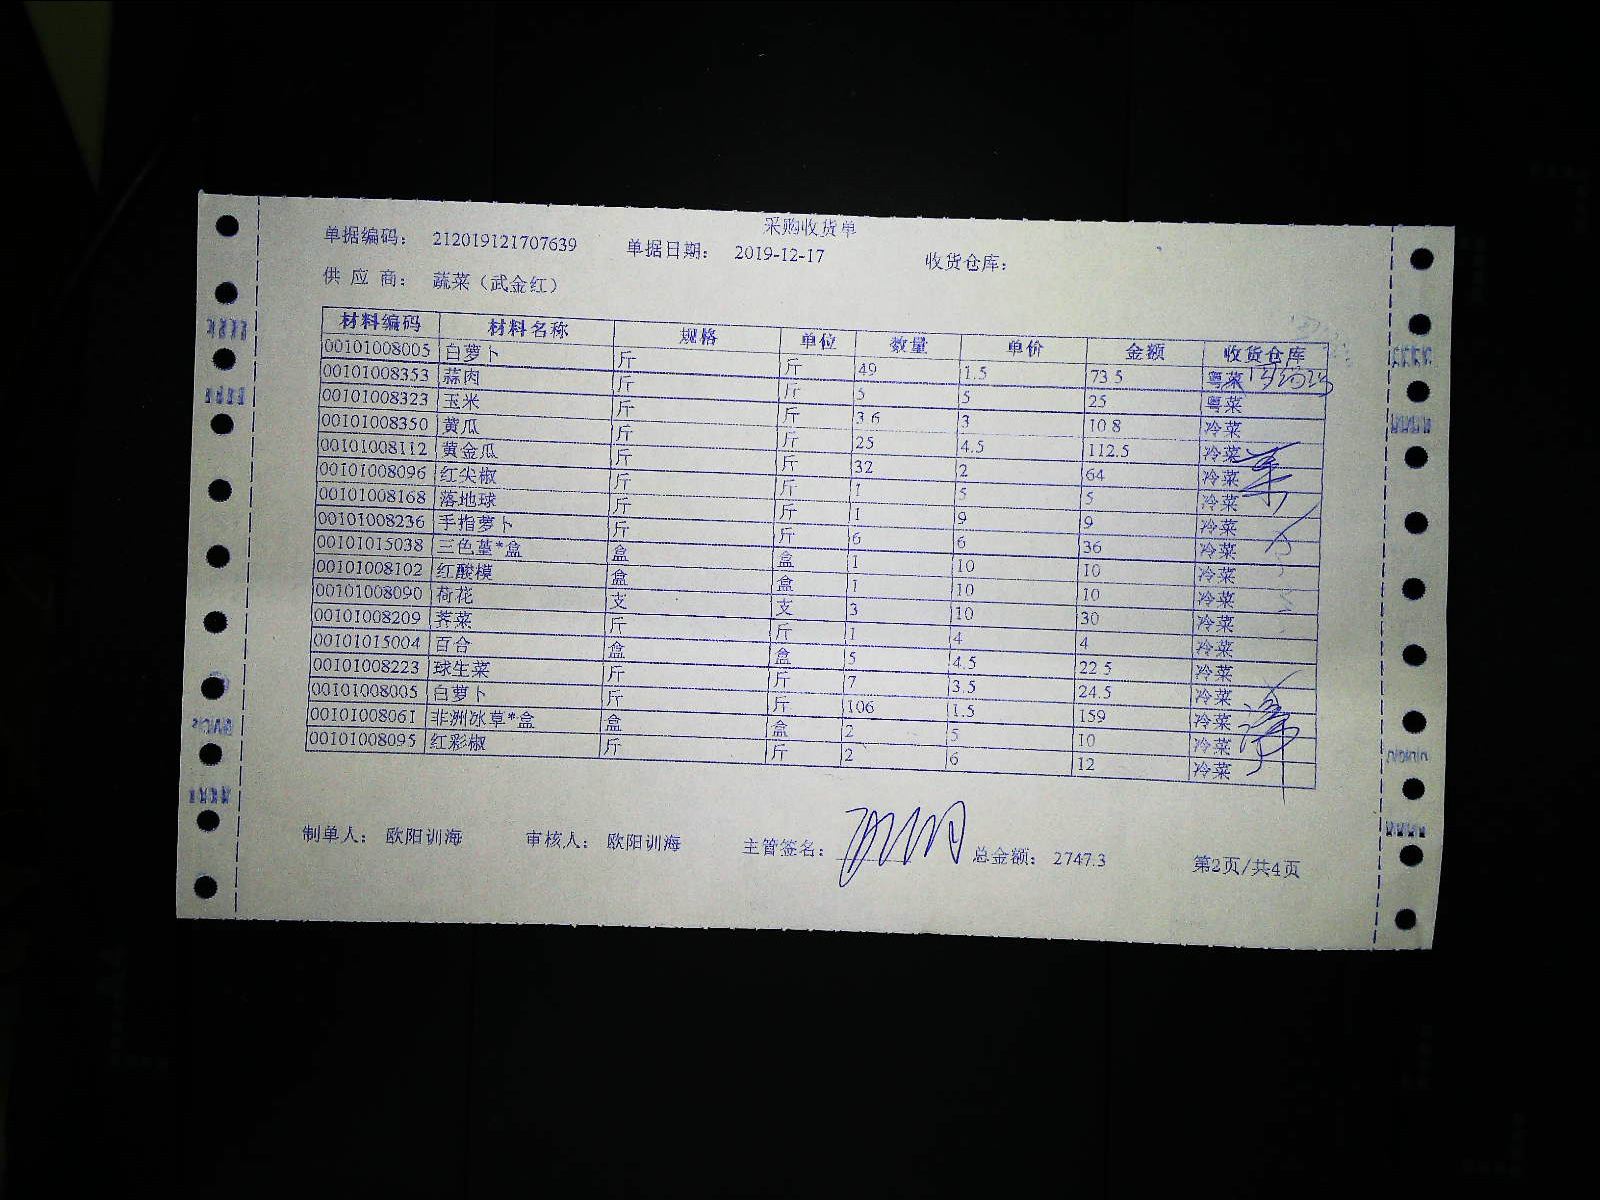 采购收货单
单据编码： 212019121707639 单据日期： 2019-12-17 收货仓库：
供 应 商： 蔬菜（武金红）
材料编码 材料名称 规格 单位 数量 单价 金额 收货仓库
00101008005 白萝卜 斤 斤 49 1.5 73.5 粤菜
00101008353 蒜肉 斤 斤 5 5 25 粤菜
00101008323 玉米 斤 斤 3.6 3 10.8 冷菜
00101008350 黄瓜 斤 斤 25 4.5 112.5 冷菜
00101008112 黄金瓜 斤 斤 32 2 64 冷菜
00101008096 红尖椒 斤 斤 1 5 5 冷菜
00101008168 落地球 斤 斤 1 9 9 冷菜
00101008236 手指萝卜 斤 斤 6 6 36 冷菜
00101015038 三色堇*盒 盒 盒 1 10 10 冷菜
00101008102 红酸模 盒 盒 1 10 10 冷菜
00101008090 荷花 支 支 3 10 30 冷菜
00101008209 荠菜 斤 斤 1 4 4 冷菜
00101015004 百合 盒 盒 5 4.5 22.5 冷菜
00101008223 球生菜 斤 斤 7 3.5 24.5 冷菜
00101008005 白萝卜 斤 斤 106 1.5 159 冷菜
00101008061 非洲冰草*盒 盒 盒 2 5 10 冷菜
00101008095 红彩椒 斤 斤 2 6 12 冷菜
制单人： 欧阳训海 审核人： 欧阳训海 主管签名： 总金额： 2747.3 第2页/共4页